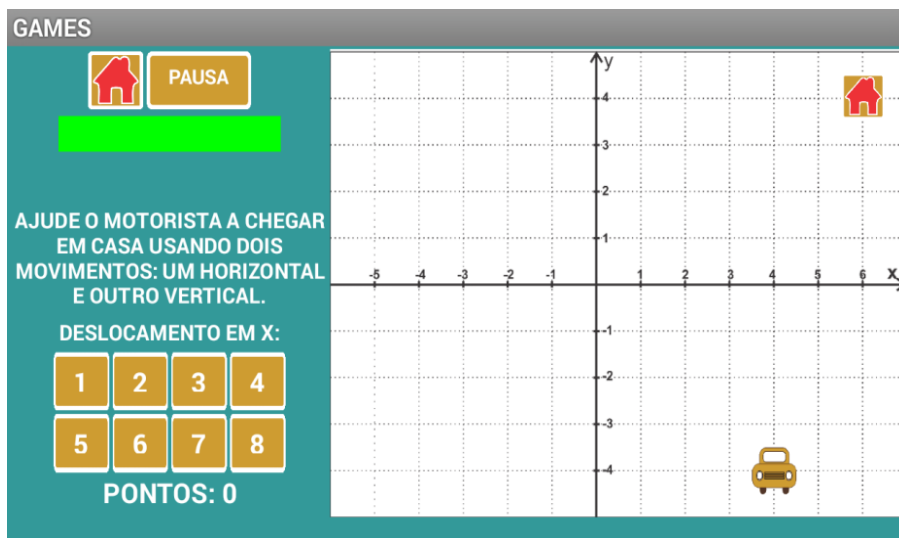 GAMES
PAUSA
AJUDE O MOTORISTA A CHEGAR
EM CASA USANDO DOIS
MOVIMENTOS: UM HORIZONTAL
E OUTRO VERTICAL.
DESLOCAMENTO EM X:
1 2 3 4
5 6 7 8
PONTOS: 0
y
4
3
2
1
-5 -4 -3 -2 -1 1 2 3 4 5 6 x
-1
-2
-3
-4